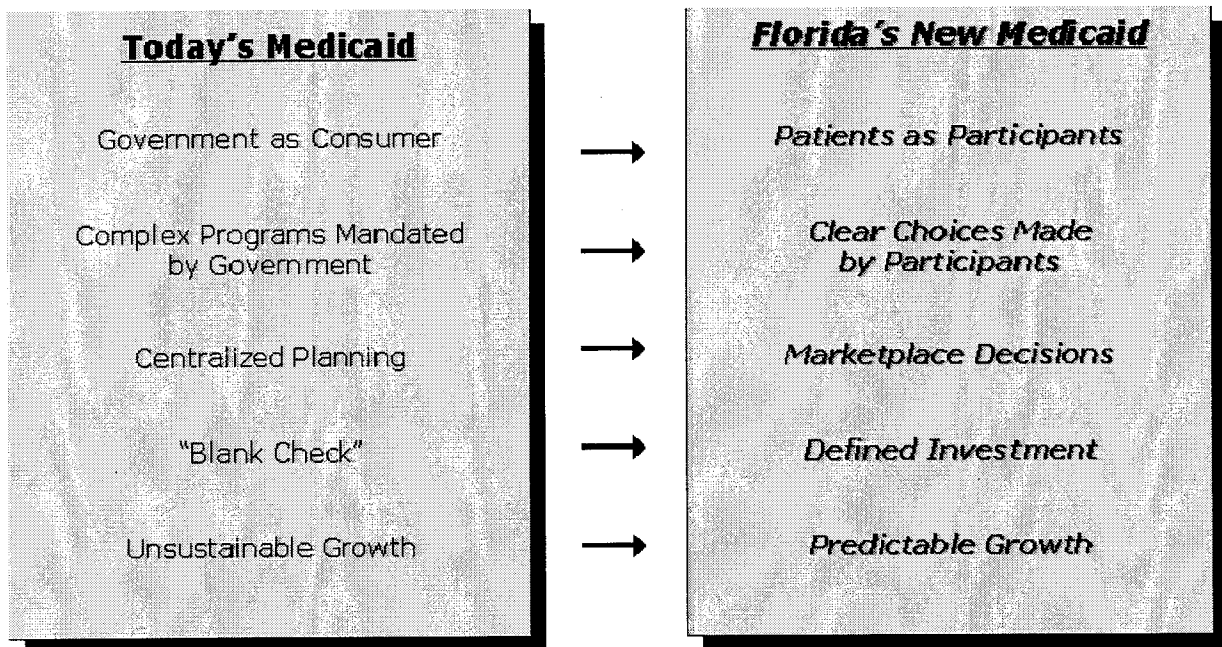 Today's Medicaid
Government as Consumer
Complex Programs Mandated
by Government
Centralized Planning
"Blank Check"
Unsustainable Growth
Florida's New Medicaid
Patients as Participants
Clear Choices Made
by Participants
Marketplace Decisions
Defined Investment
Predictable Growth